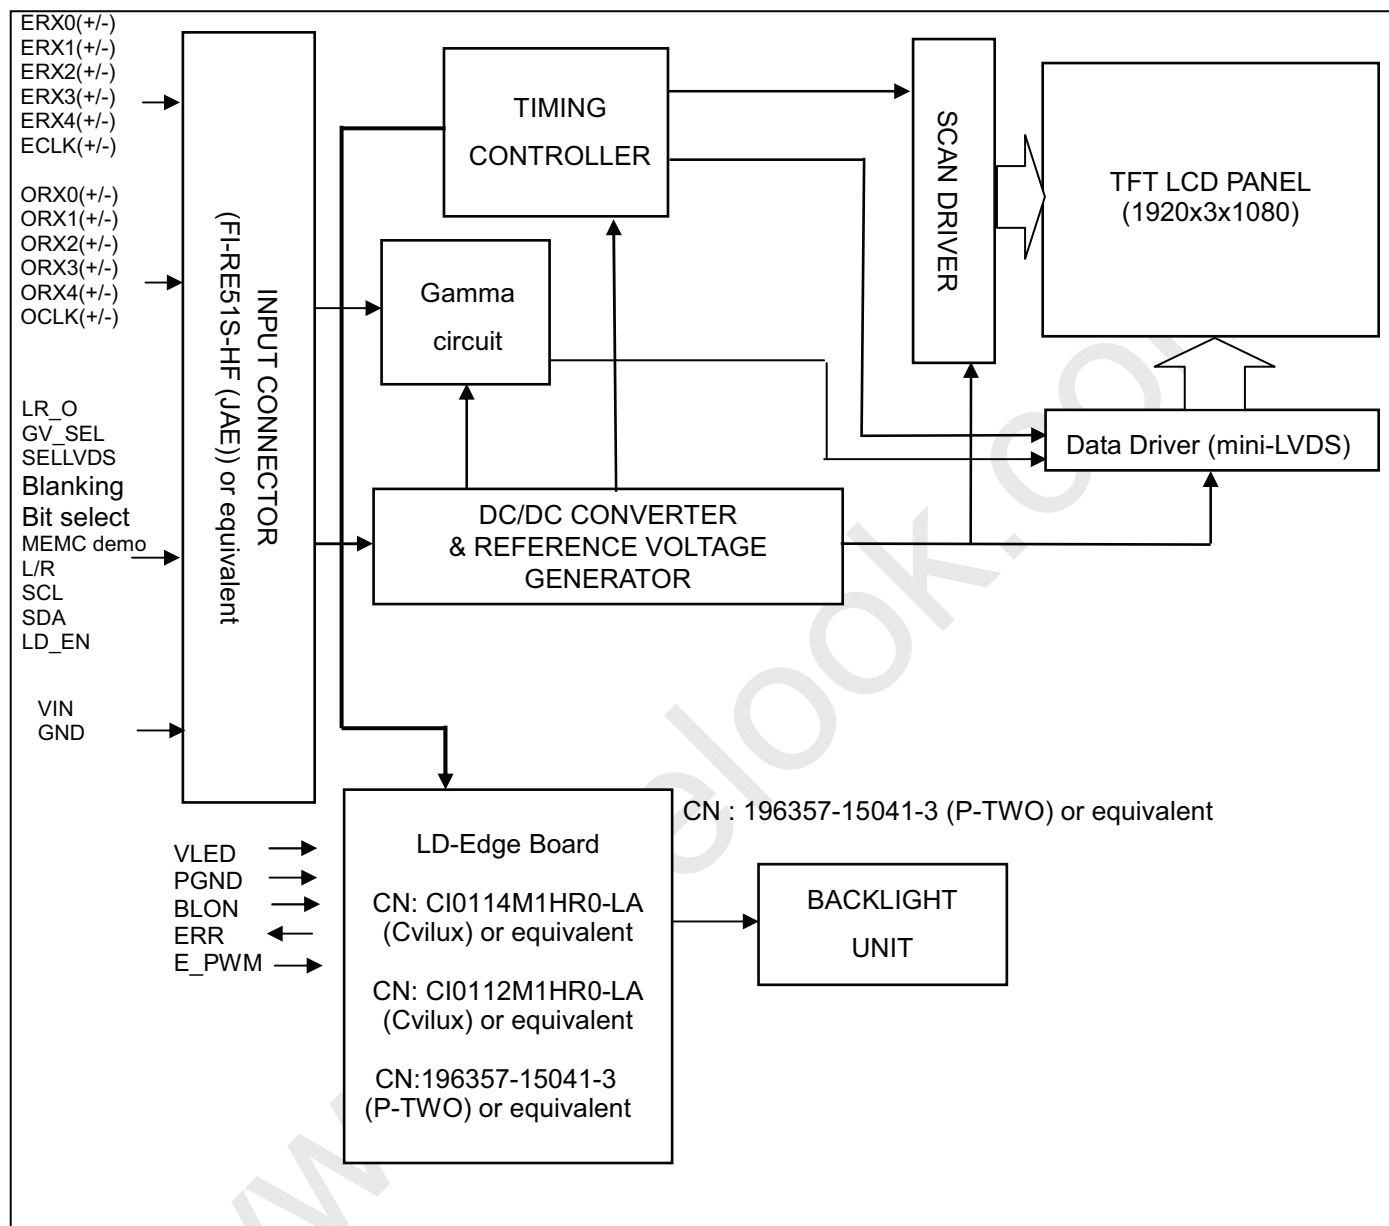 ERX0(+/-)
ERX1(+/-)
ERX2(+/-)
ERX3(+/-)
ERX4(+/-)
ECLK(+/-)
ORX0(+/-)
ORX1(+/-)
ORX2(+/-)
ORX3(+/-)
ORX4(+/-)
OCLK(+/-)
LR_O
GV_SEL
SELLVDS
Blanking
Bit select
MEMC demo
L/R
SCL
SDA
LD_EN
VIN
GND
INPUT CONNECTOR
(FI-RE51S-HF (JAE)) or equivalent
TIMING
CONTROLLER
Gamma
circuit
DC/DC CONVERTER
& REFERENCE VOLTAGE
GENERATOR
SCAN DRIVER
TFT LCD PANEL
(1920x3x1080)
Data Driver (mini-LVDS)
VLED
PGND
BLON
ERR
E_PWM
LD-Edge Board
CN: CI0114M1HR0-LA
(Cvilux) or equivalent
CN: CI0112M1HR0-LA
(Cvilux) or equivalent
CN:196357-15041-3
(P-TWO) or equivalent
CN : 196357-15041-3 (P-TWO) or equivalent
BACKLIGHT
UNIT